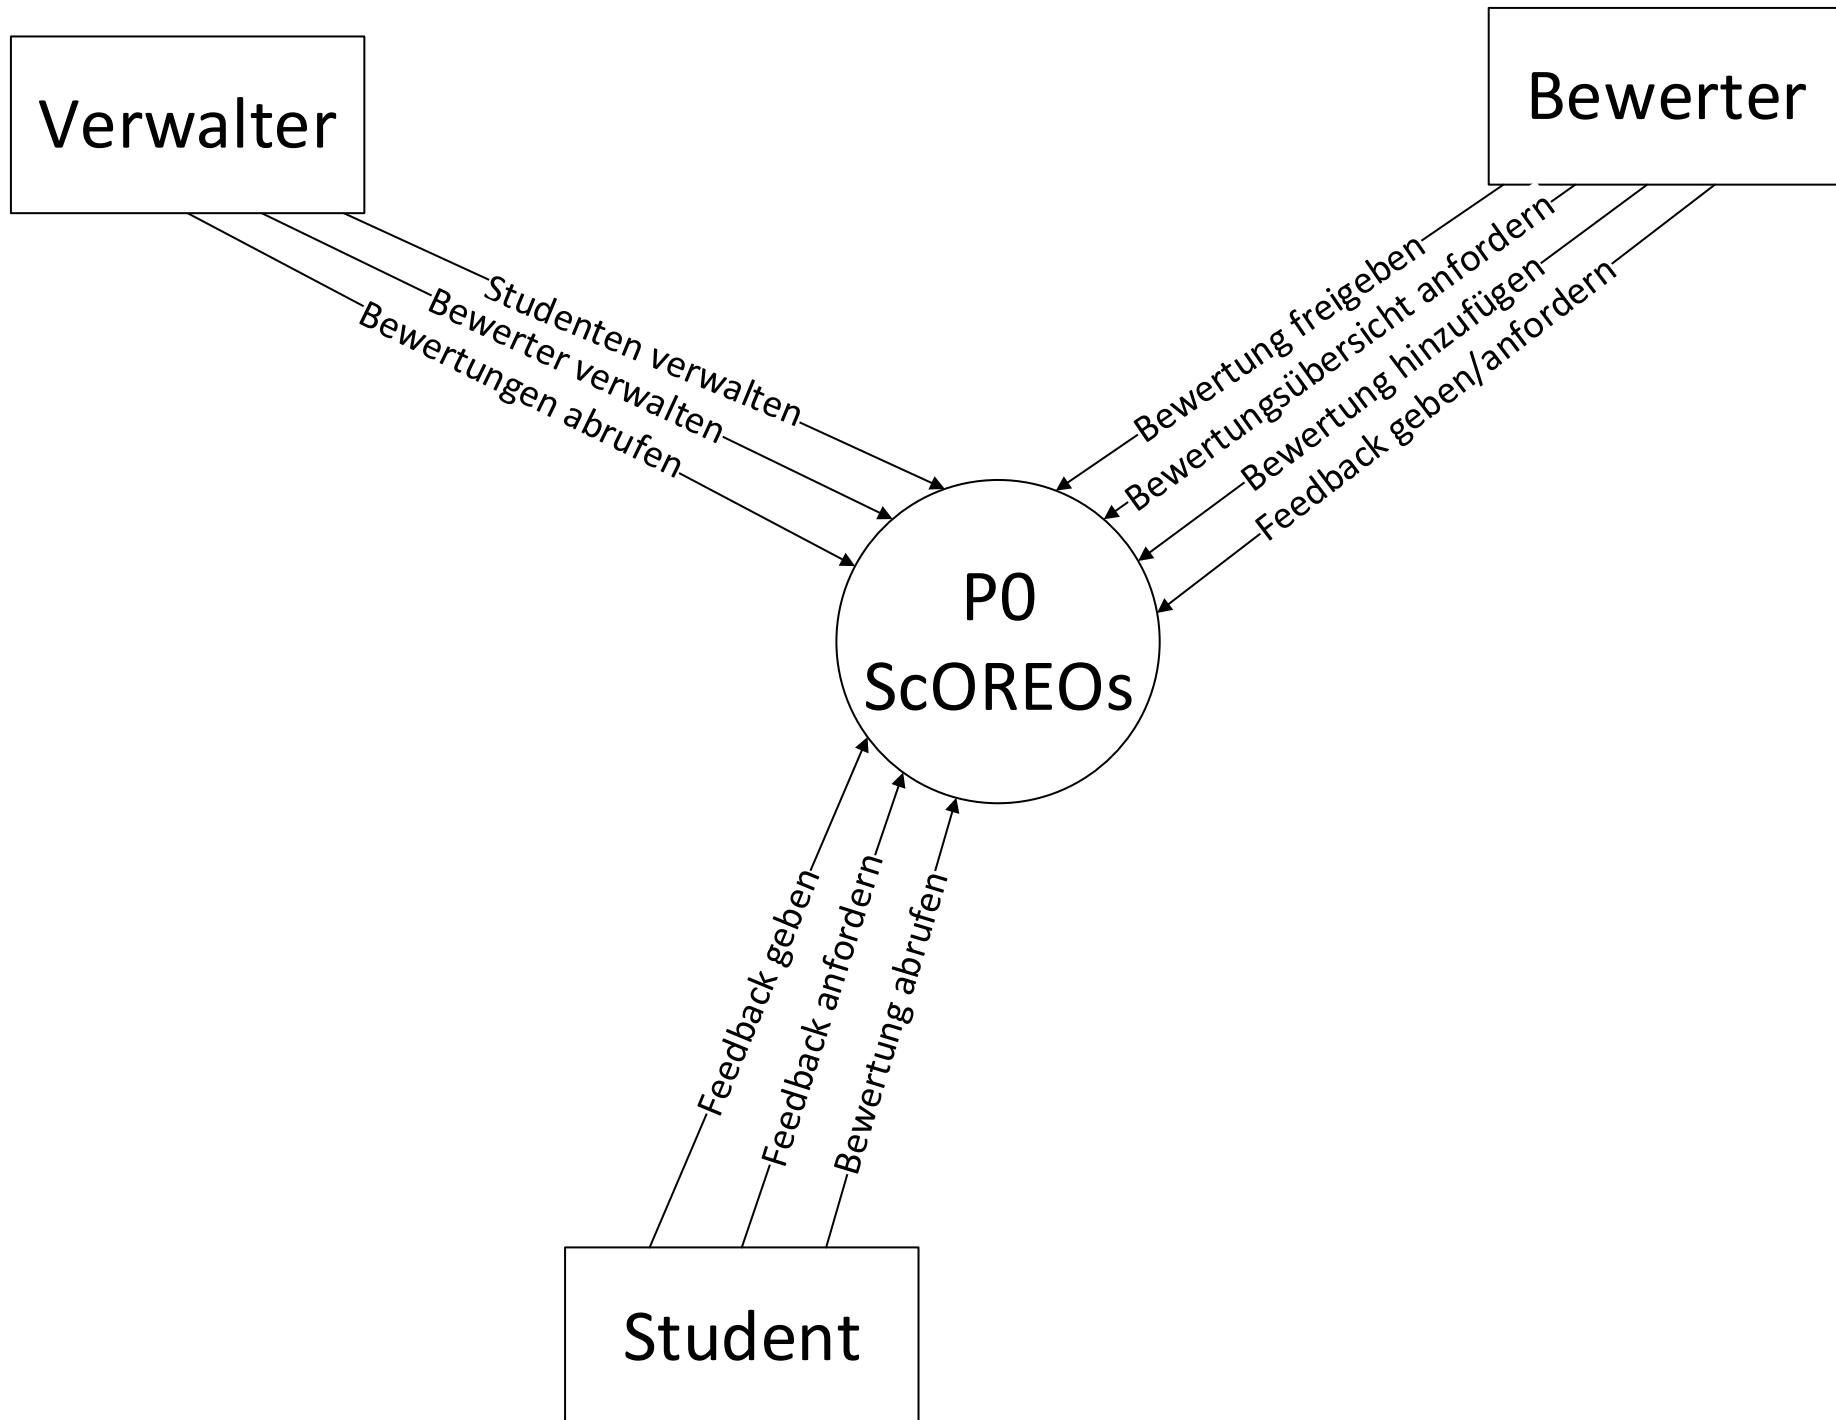 Verwalter
Bewerter
Studenten verwalten
Bewerter verwalten
Bewertungen abrufen
Bewertung freigeben
Bewertungsübersicht anfordern
Bewertung hinzufügen
Feedback geben/anfordern
P0
ScOREOs
Feedback geben
Feedback anfordern
Bewertung abrufen
Student